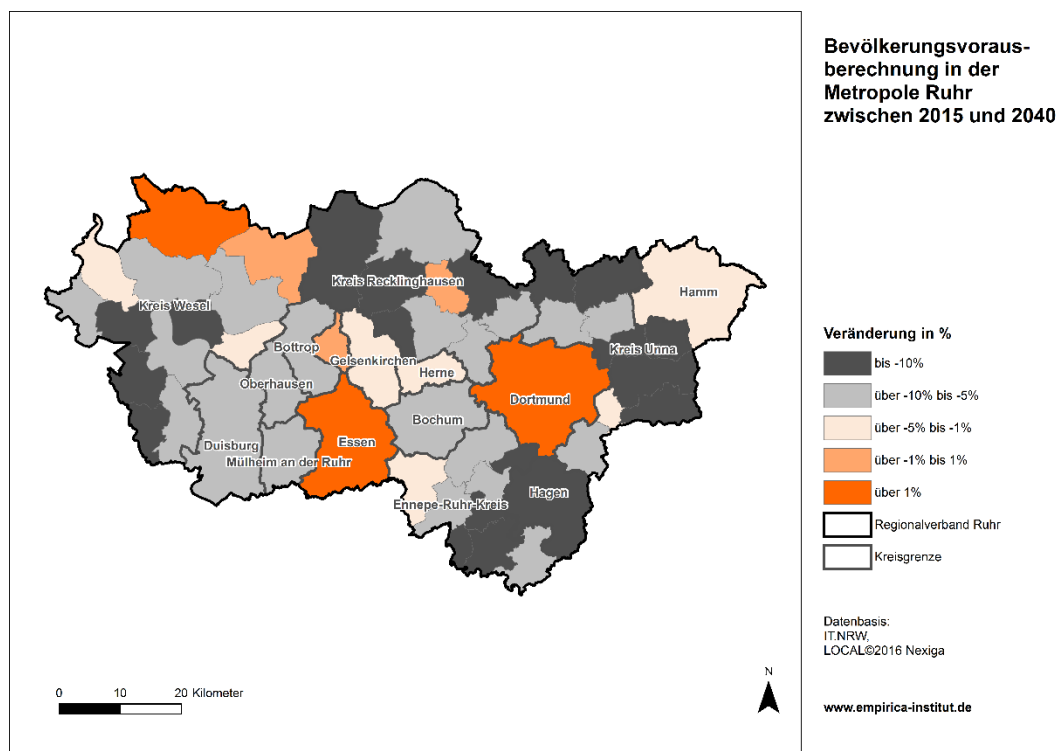 Bevölkerungsvoraus-
berechnung in der
Metropole Ruhr
zwischen 2015 und 2040
Kreis Recklinghausen
Hamm
Kreis Wesel
Kreis Unna
Bottrop
Gelsenkirchen
Herne
Oberhausen
Dortmund
Bochum
Essen
Duisburg
Mülheim an der Ruhr
Hagen
Ennepe-Ruhr-Kreis
Veränderung in %
bis -10%
über -10% bis -5%
über -5% bis -1%
über -1% bis 1%
über 1%
Regionalverband Ruhr
Kreisgrenze
Datenbasis:
IT.NRW,
LOCAL©2016 Nexiga
www.empirica-institut.de
0 10 20 Kilometer
N